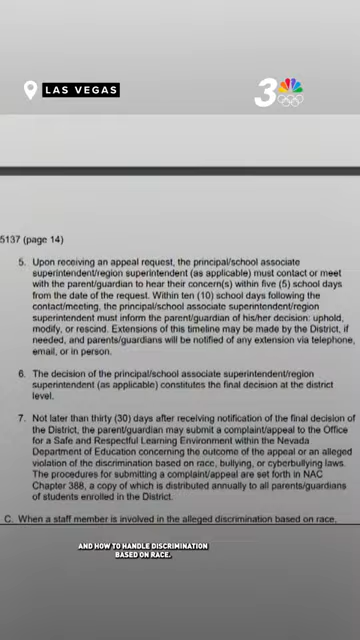 LAS VEGAS
3
5137 (page 14)
5. Upon receiving an appeal request, the principal/school associate
superintendent/region superintendent (as applicable) must contact or meet
with the parent/guardian to hear their concern(s) within five (5) school days
from the date of the request. Within ten (10) school days following the
contact/meeting, the principal/school associate superintendent/region
superintendent must inform the parent/guardian of his/her decision: uphold,
modify, or rescind. Extensions of this timeline may be made by the District, if
needed, and parents/guardians will be notified of any extension via telephone,
email, or in person.
6. The decision of the principal/school associate superintendent/region
superintendent (as applicable) constitutes the final decision at the district
level.
7. Not later than thirty (30) days after receiving notification of the final decision of
the District, the parent/guardian may submit a complaint/appeal to the Office
for a Safe and Respectful Learning Environment within the Nevada
Department of Education concerning the outcome of the appeal or an alleged
violation of the discrimination based on race, bullying, or cyberbullying laws.
The procedures for submitting a complaint/appeal are set forth in NAC
Chapter 388, a copy of which is distributed annually to all parents/guardians
of students enrolled in the District.
C. When a staff member is involved in the alleged discrimination based on race,
AND HOW TO HANDLE DISCRIMINATION
BASED ON RACE.